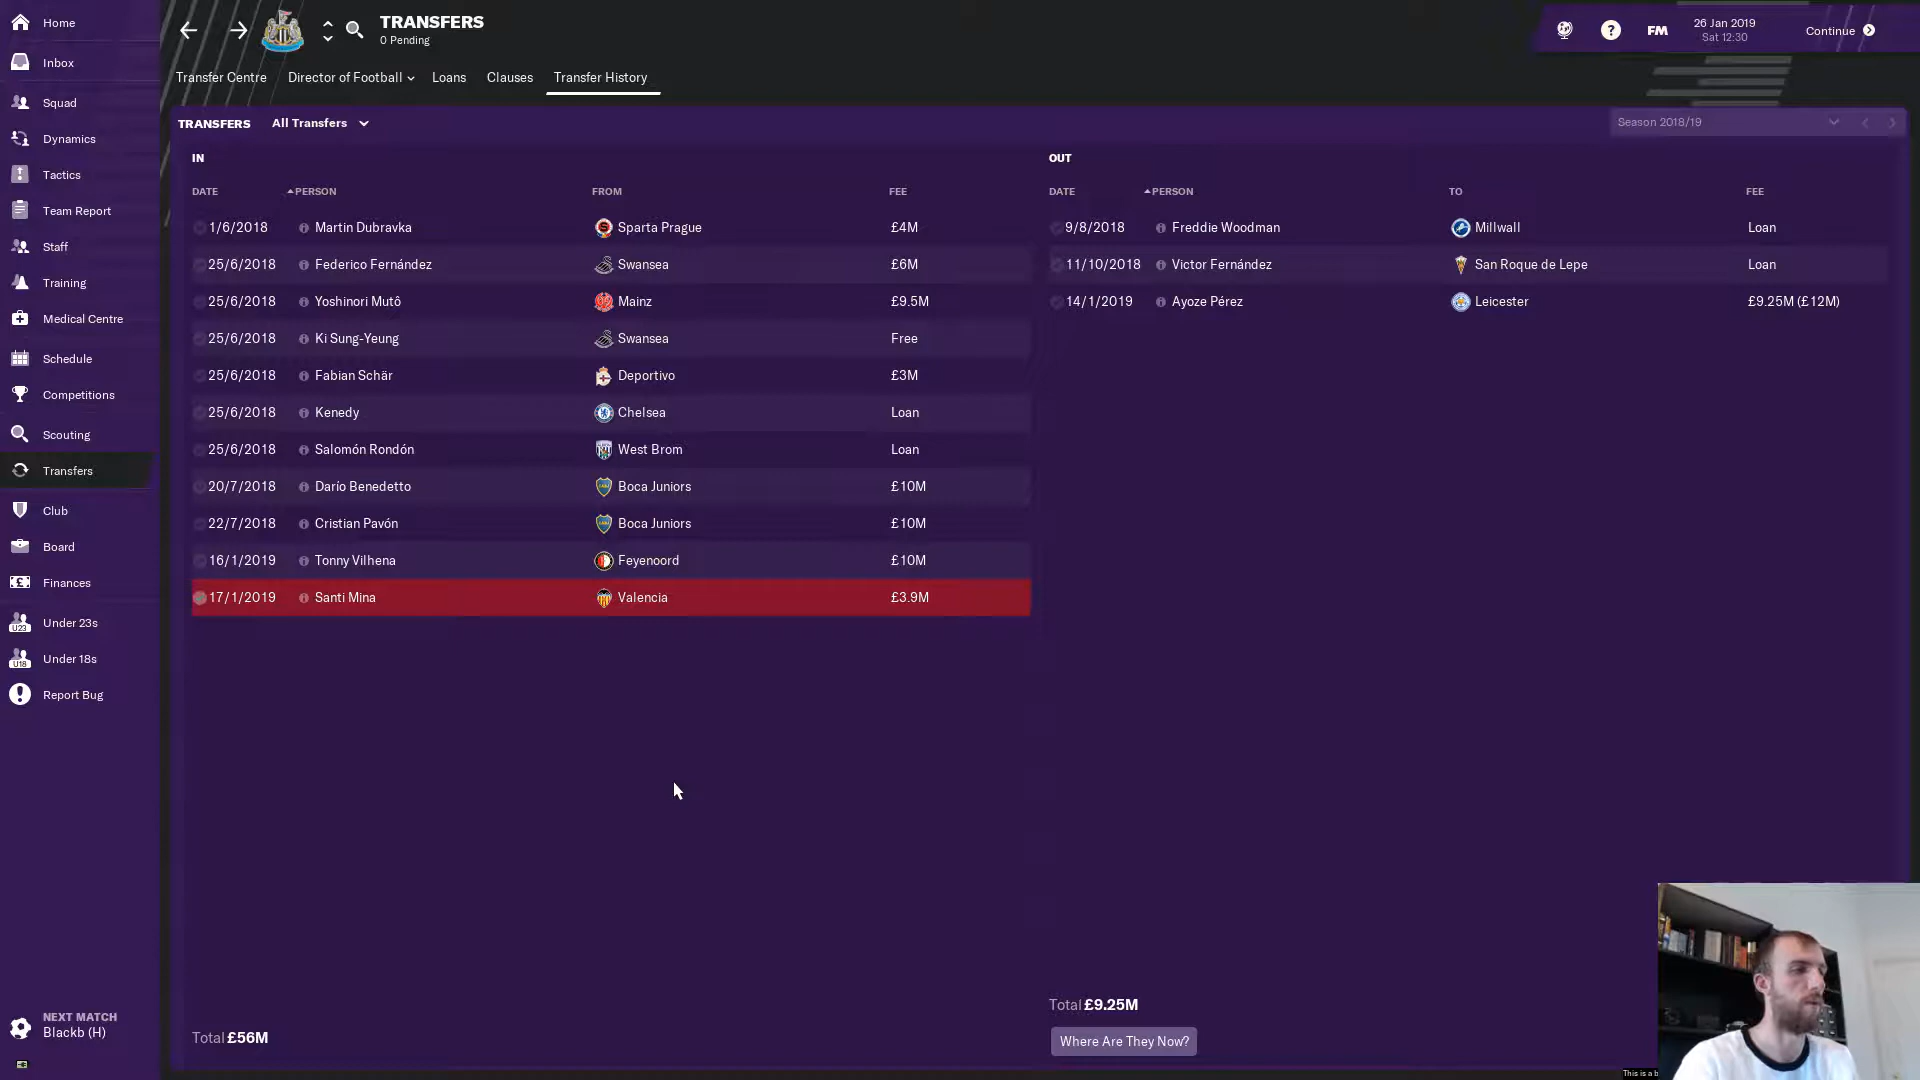 Home
Inbox
Squad
Dynamics
Tactics
Team Report
Staff
Training
Medical Centre
Schedule
Competitions
Scouting
Transfers
Club
Board
Finances
U23
Under 23s
U18
Under 18s
Report Bug
NEXT MATCH
Blackb (H)
TRANSFERS
0 Pending
? FM
26 Jan 2019
Sat 12:30
Continue
Transfer Centre Director of Football Loans Clauses Transfer History
TRANSFERS All Transfers
Season 2018/19
IN
DATE PERSON FROM FEE
1/6/2018 Martin Dubravka Sparta Prague £4M
25/6/2018 Federico Fernández Swansea £6M
25/6/2018 Yoshinori Mutô Mainz £9.5M
25/6/2018 Ki Sung-Yeung Swansea Free
25/6/2018 Fabian Schär Deportivo £3M
25/6/2018 Kenedy Chelsea Loan
25/6/2018 Salomón Rondón West Brom Loan
20/7/2018 Darío Benedetto Boca Juniors £10M
22/7/2018 Cristian Pavón Boca Juniors £10M
16/1/2019 Tonny Vilhena Feyenoord £10M
17/1/2019 Santi Mina Valencia £3.9M
Total £56M
OUT
DATE PERSON TO FEE
9/8/2018 Freddie Woodman Millwall Loan
11/10/2018 Victor Fernández San Roque de Lepe Loan
14/1/2019 Ayoze Pérez Leicester £9.25M (£12M)
Total £9.25M
Where Are They Now?
This is a b